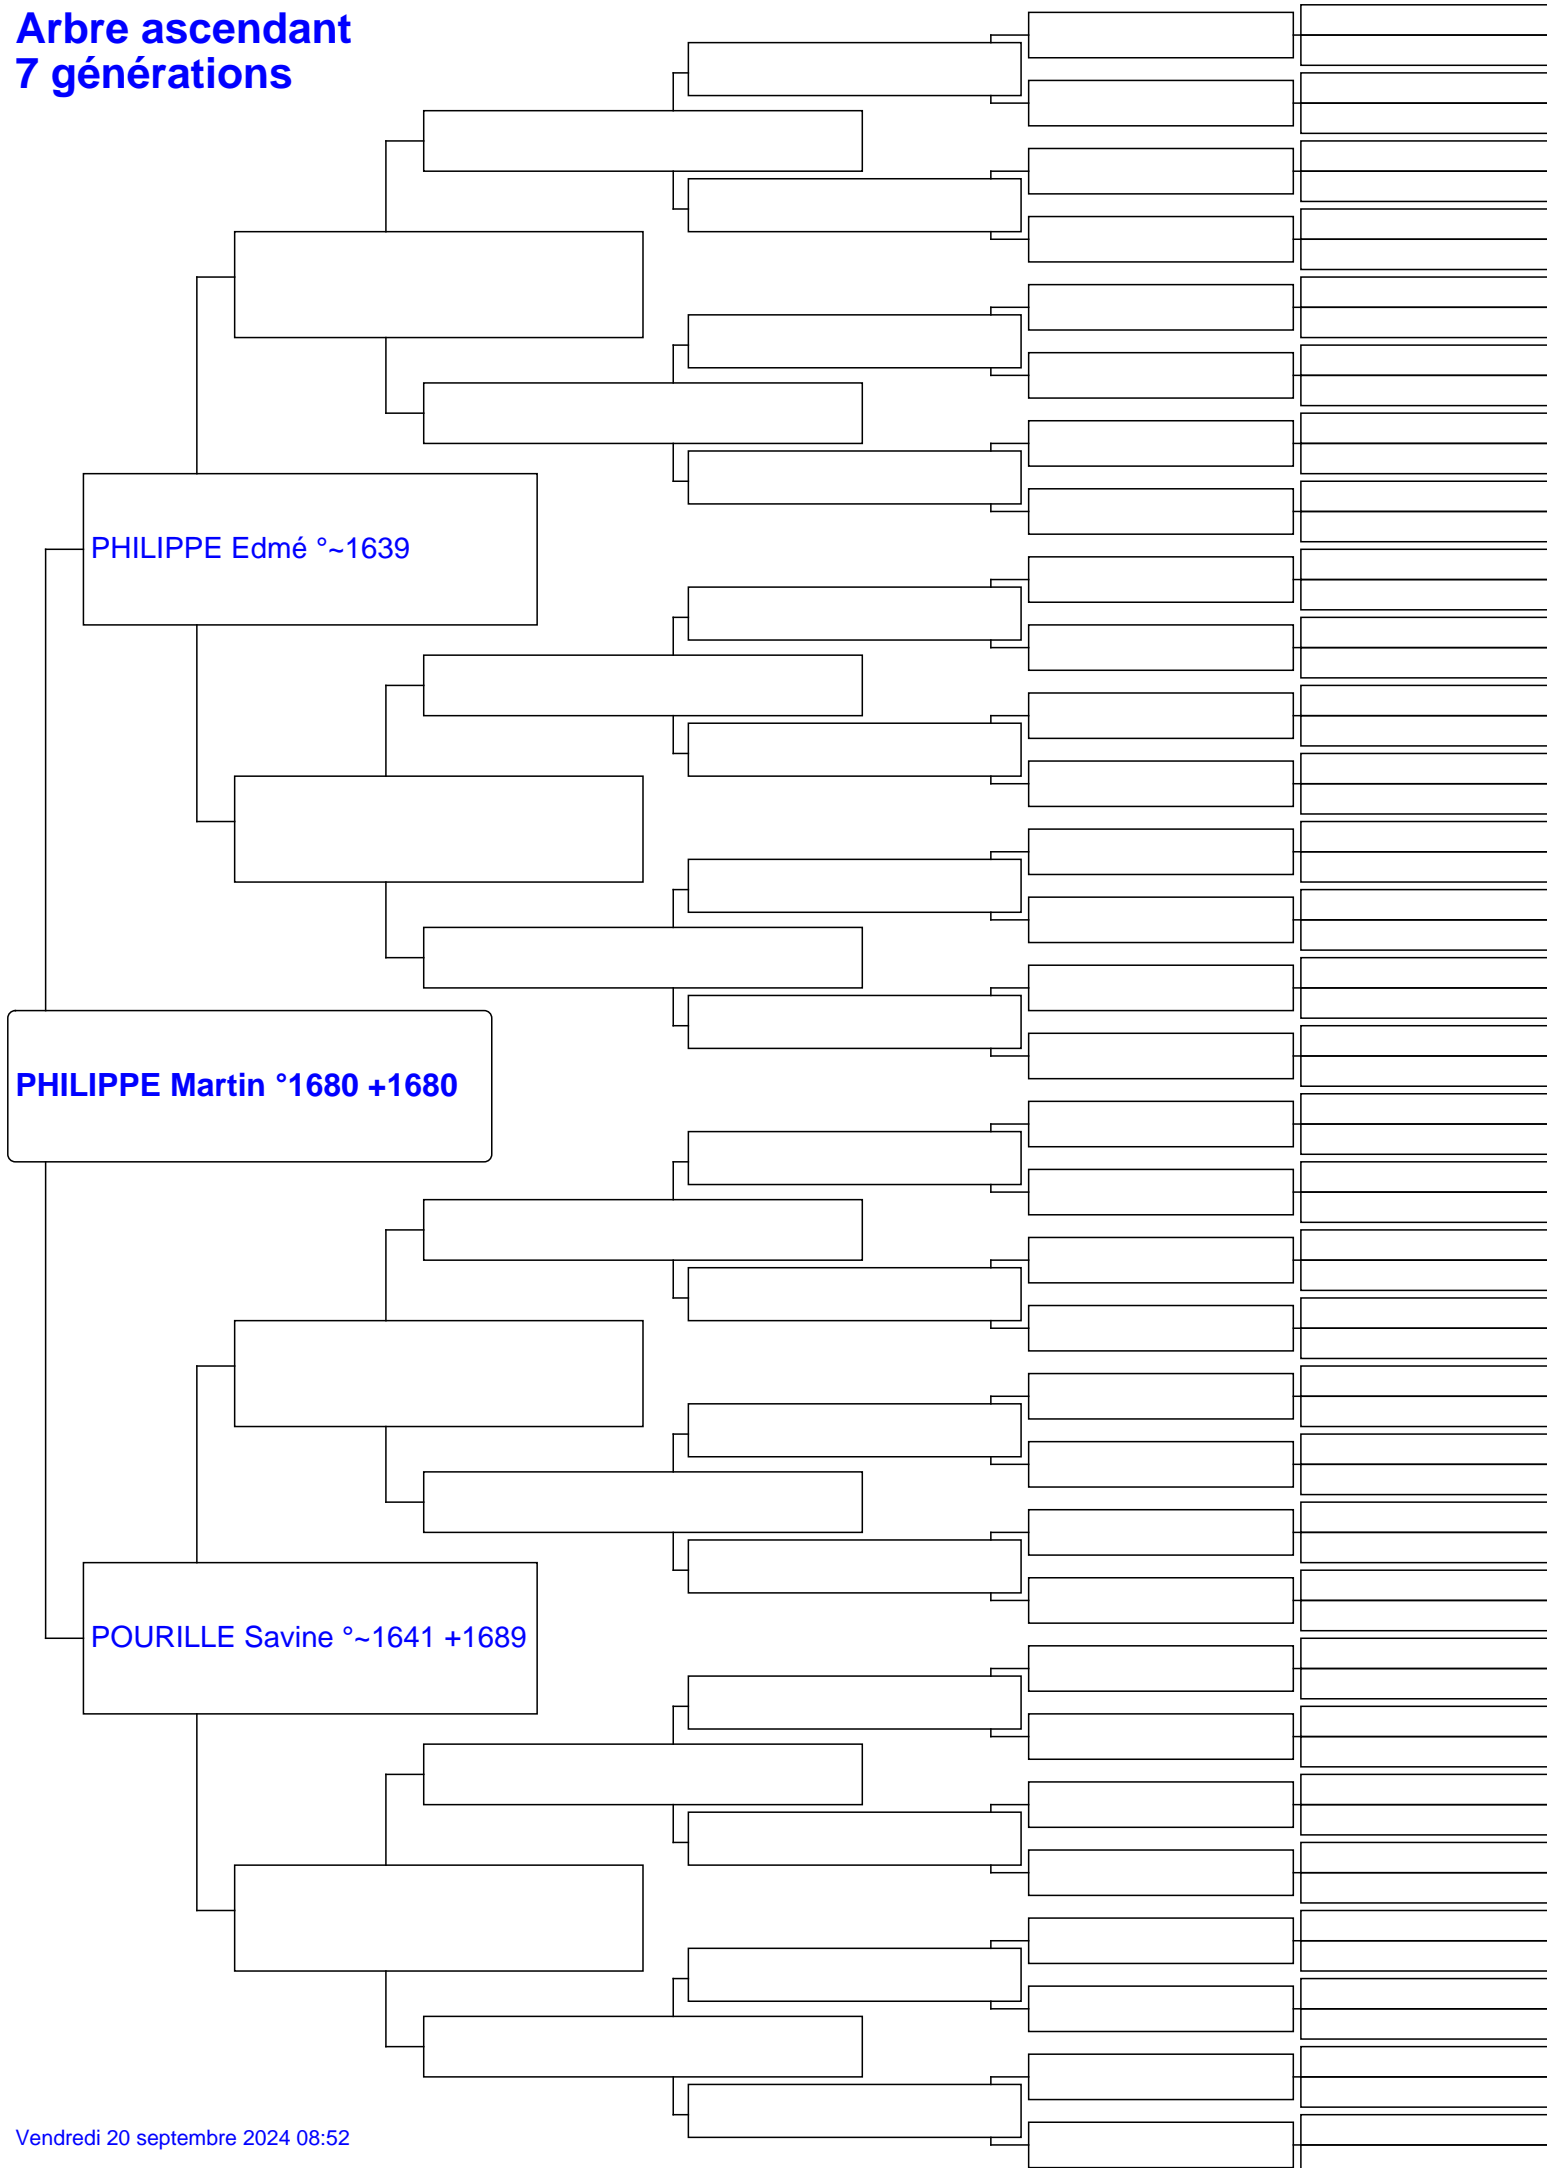 Arbre ascendant
7 générations
PHILIPPE Edmé °~1639
PHILIPPE Martin °1680 +1680
POURILLE Savine °~1641 +1689
Vendredi 20 septembre 2024 08:52